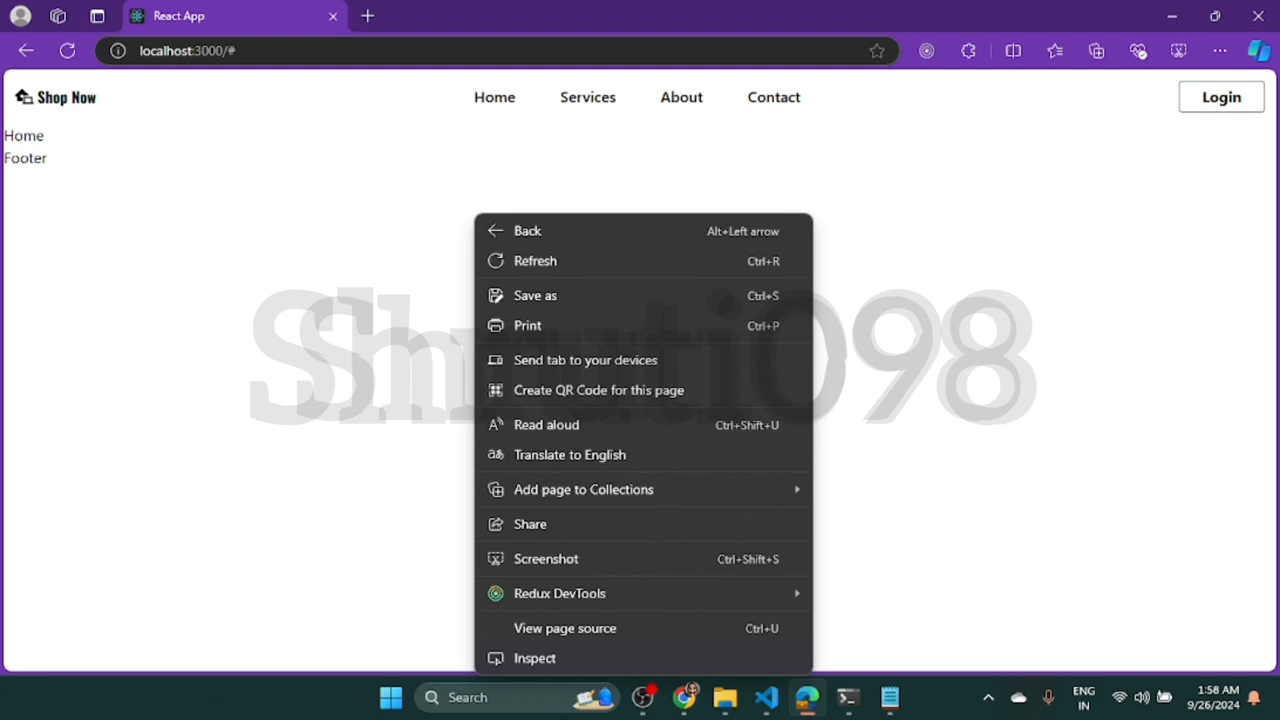 React App
localhost:3000/#
Shop Now
Home Services About Contact
Login
Home
Footer
Shruti098
Back Alt+Left arrow
Refresh Ctrl+R
Save as Ctrl+S
Print Ctrl+P
Send tab to your devices
Create QR Code for this page
Read aloud Ctrl+Shift+U
Translate to English
Add page to Collections
Share
Screenshot Ctrl+Shift+S
Redux DevTools
View page source Ctrl+U
Inspect
Search
ENG
IN
1:58 AM
9/26/2024